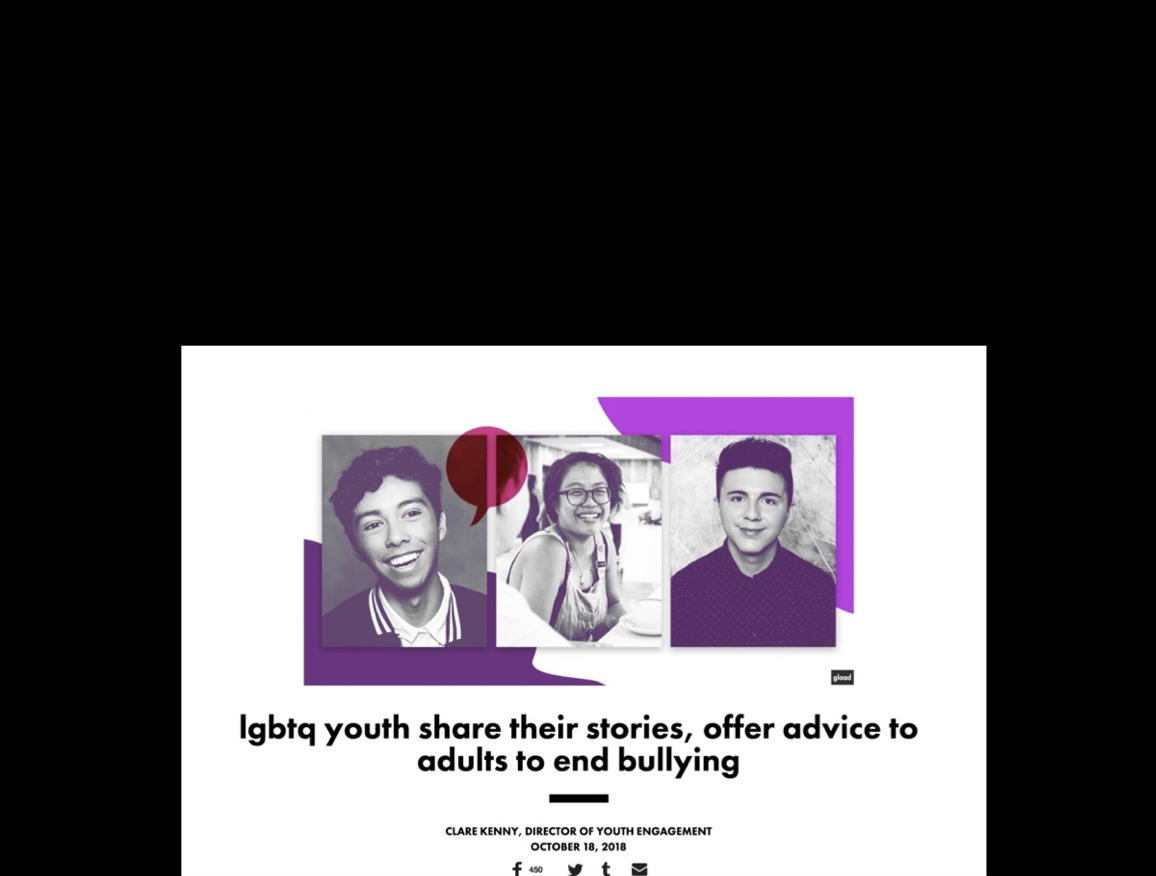 glaad
lgbtq youth share their stories, offer advice to
adults to end bullying
CLARE KENNY, DIRECTOR OF YOUTH ENGAGEMENT
OCTOBER 18, 2018
450